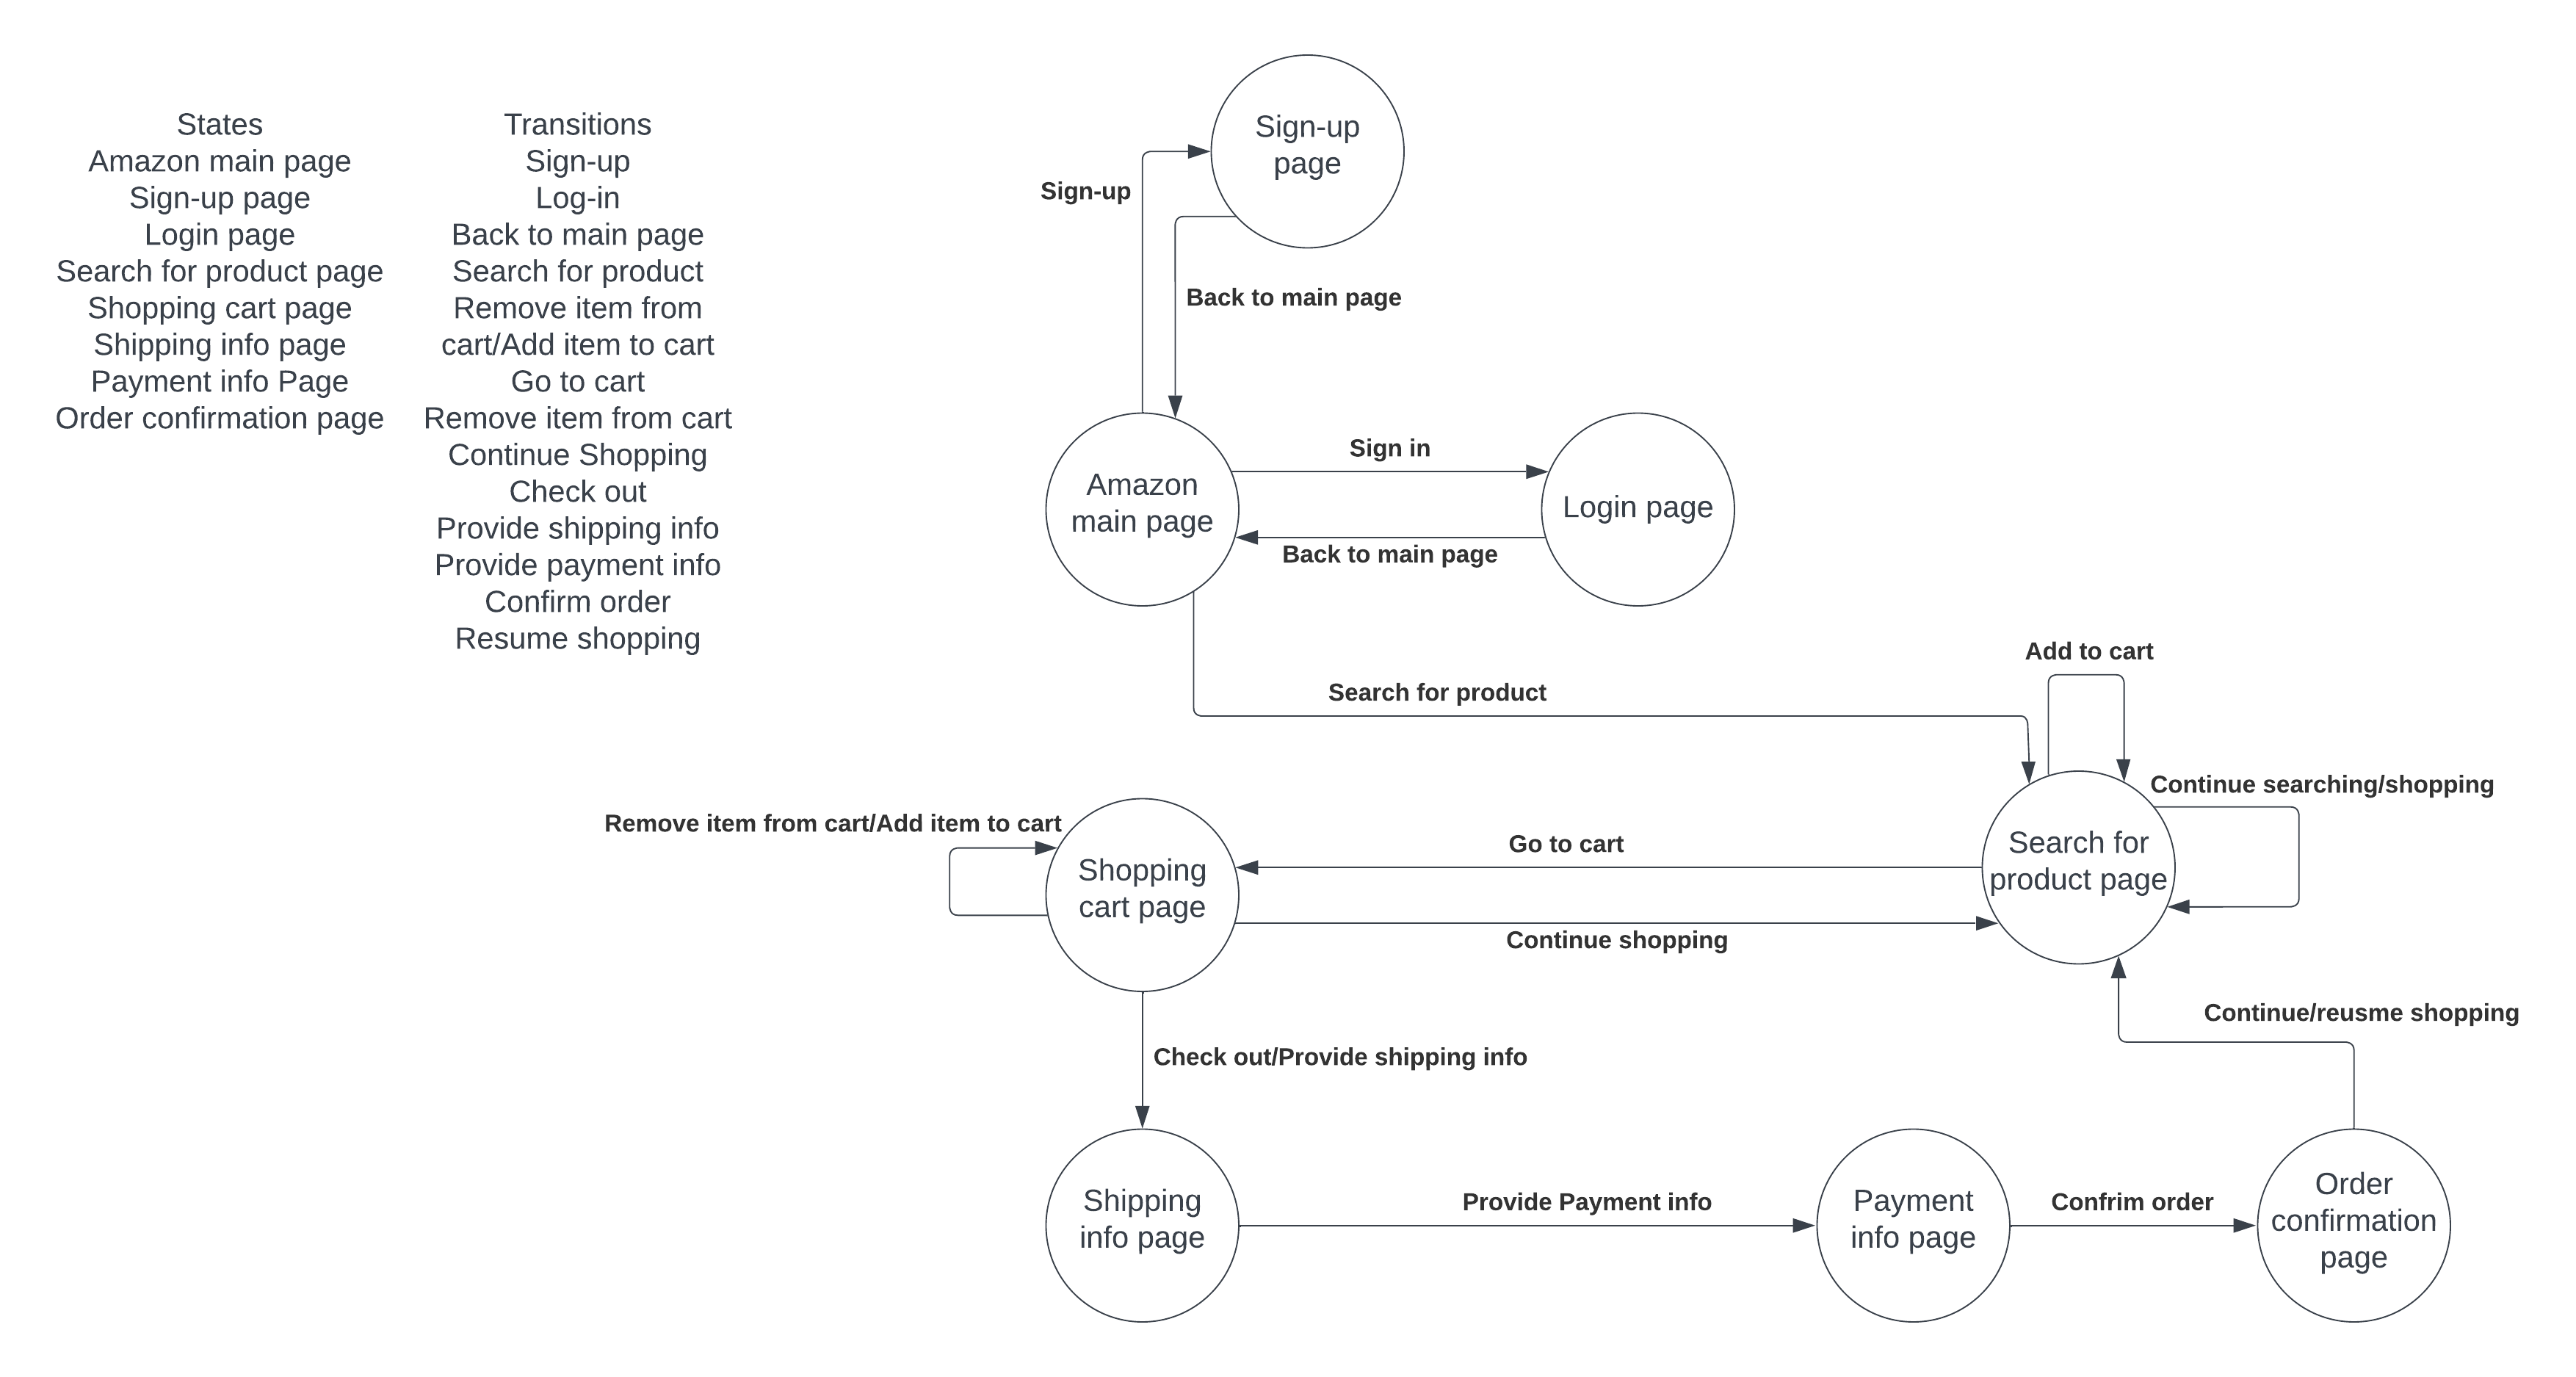 States
Amazon main page
Sign-up page
Login page
Search for product page
Shopping cart page
Shipping info page
Payment info Page
Order confirmation page
Transitions
Sign-up
Log-in
Back to main page
Search for product
Remove item from
cart/Add item to cart
Go to cart
Remove item from cart
Continue Shopping
Check out
Provide shipping info
Provide payment info
Confirm order
Resume shopping
Sign-up
page
Sign-up
Back to main page
Amazon
main page
Sign in
Login page
Back to main page
Search for product
Add to cart
Continue searching/shopping
Search for
product page
Remove item from cart/Add item to cart
Shopping
cart page
Go to cart
Continue shopping
Continue/reusme shopping
Check out/Provide shipping info
Shipping
info page
Provide Payment info
Payment
info page
Confrim order
Order
confirmation
page